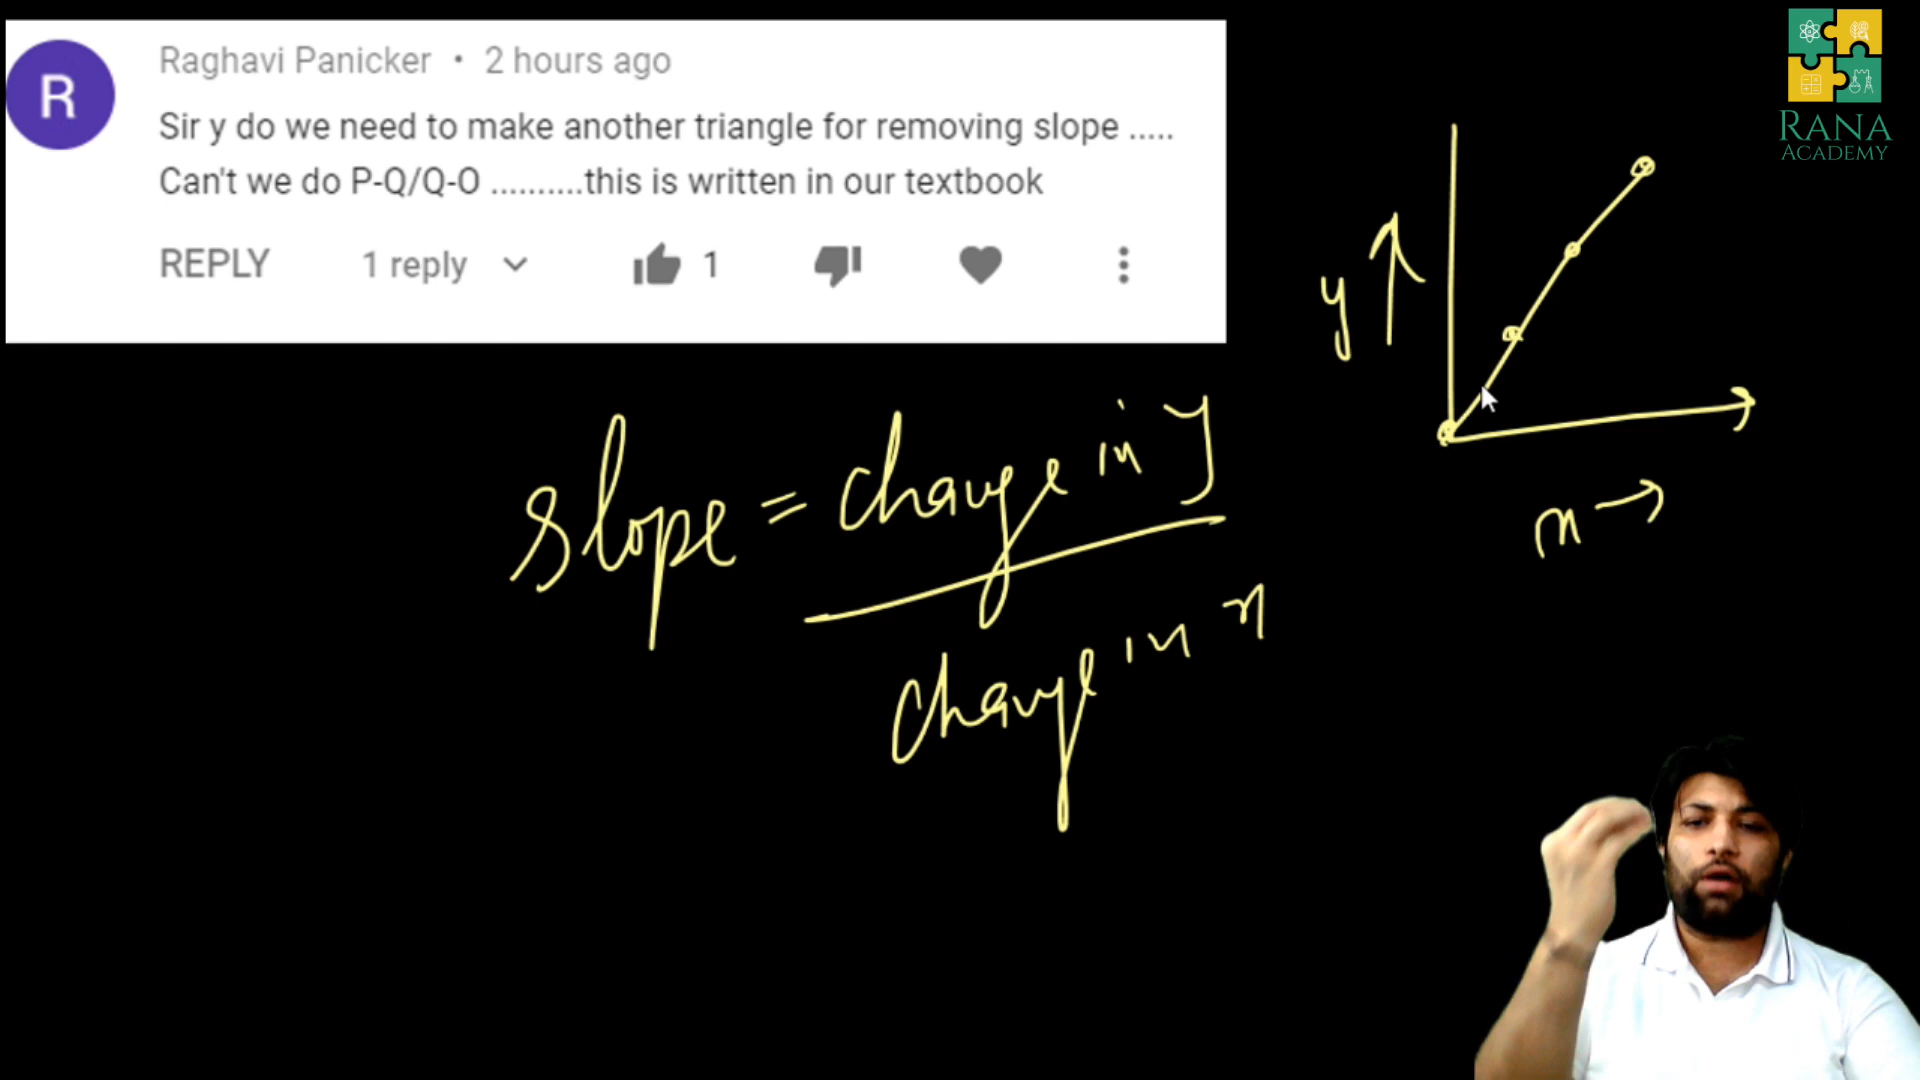 R
Raghavi Panicker • 2 hours ago
Sir y do we need to make another triangle for removing slope .....
Can't we do P-Q/Q-O ..........this is written in our textbook
REPLY 1 reply 1
RANA
ACADEMY
y
x
slope = change in y
change in x